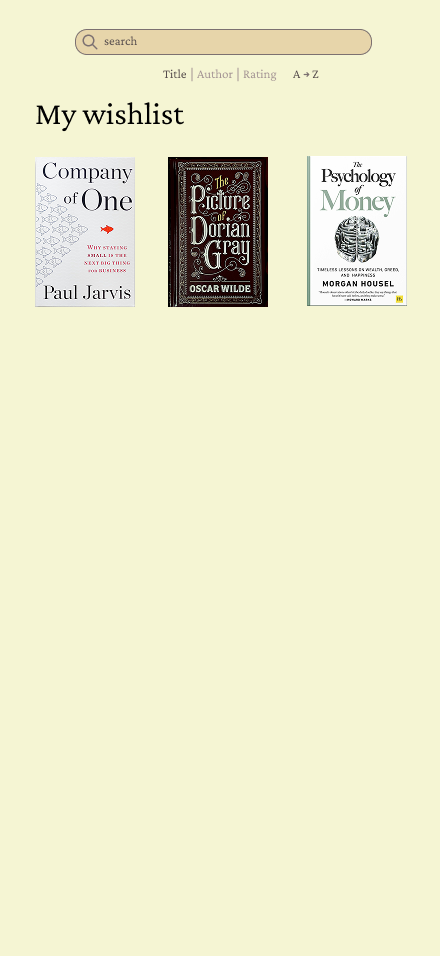 search
Title | Author | Rating A → Z
My wishlist
Company
of One
WHY STAYING
SMALL IS THE
NEXT BIG THING
FOR BUSINESS
Paul Jarvis
The
Picture
of
Dorian
Gray
OSCAR WILDE
The
Psychology
of
Money
TIMELESS LESSONS ON WEALTH, GREED,
AND HAPPINESS
MORGAN HOUSEL